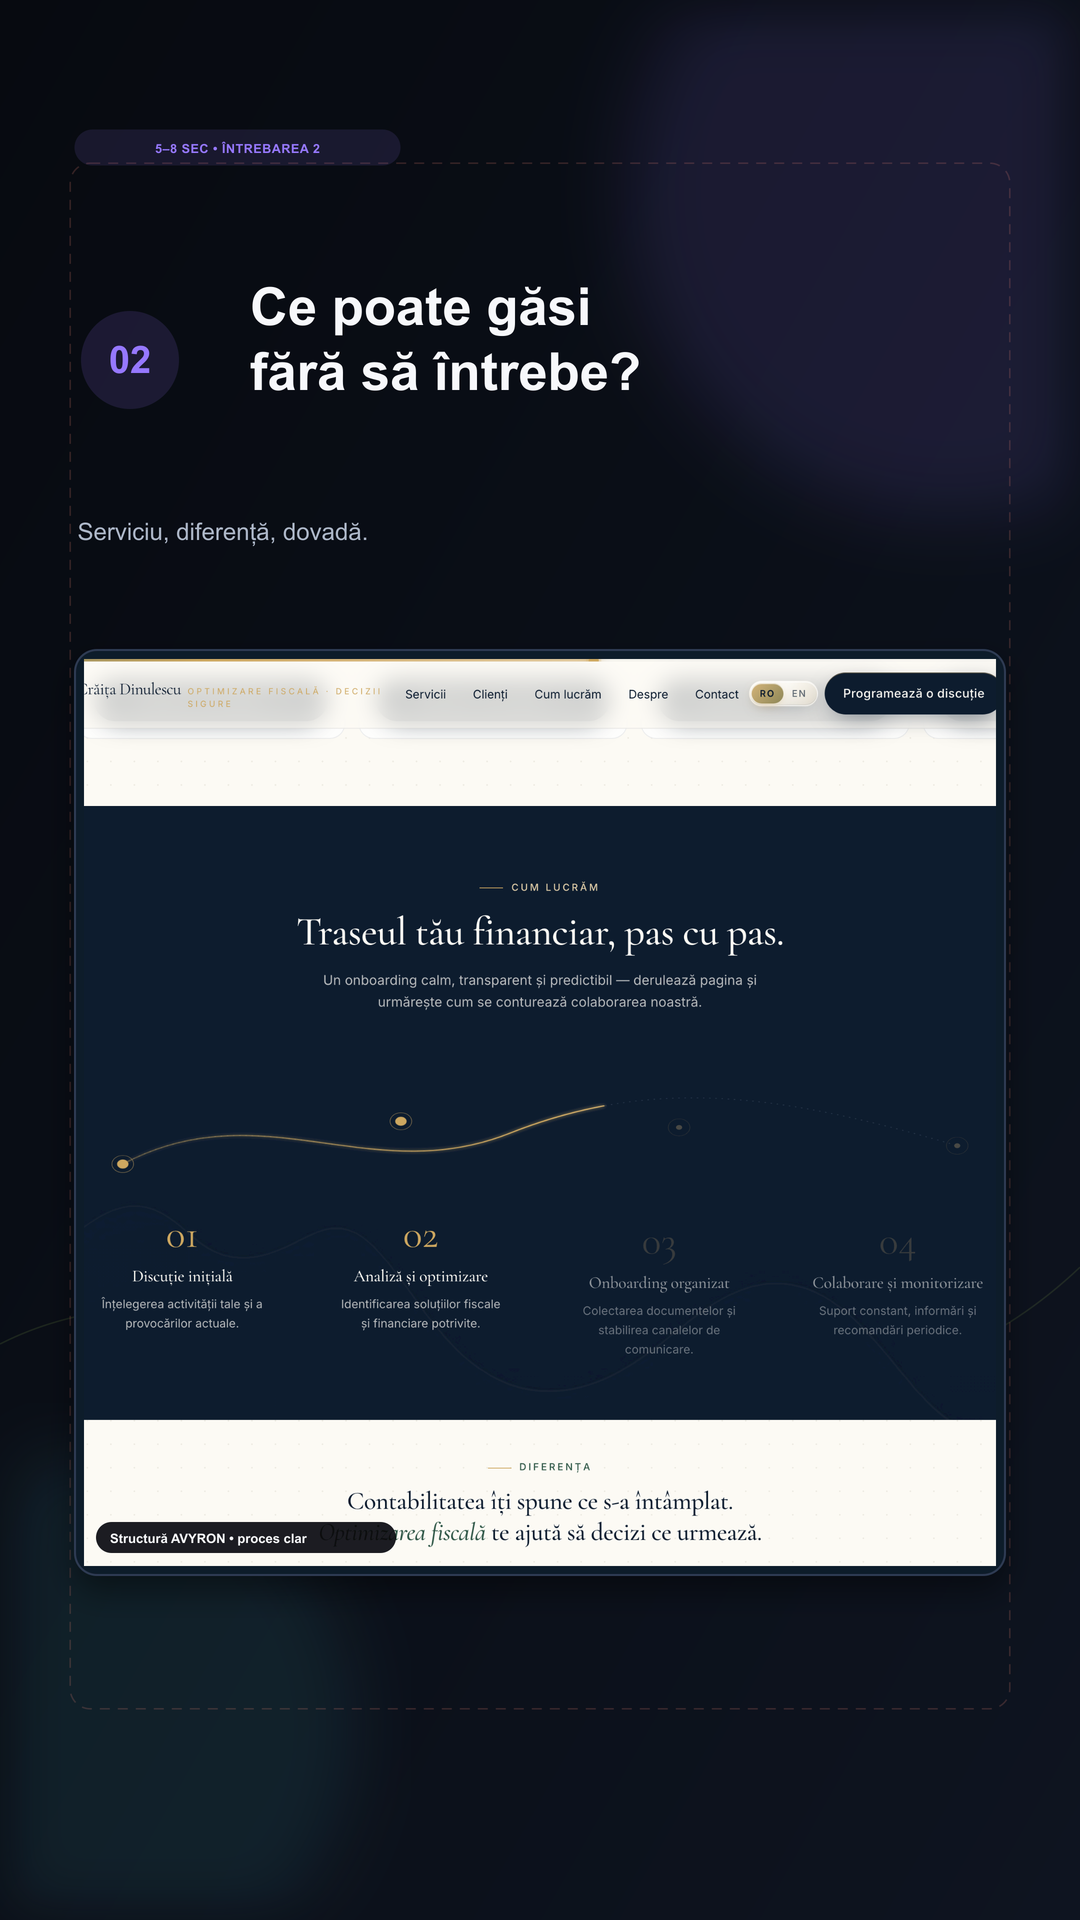 5–8 SEC • ÎNTREBAREA 2
02
Ce poate găsi
fără să întrebe?
Serviciu, diferență, dovadă.
Crăița Dinulescu
OPTIMIZARE FISCALĂ - DECIZII
SIGURE
Servicii
Clienți
Cum lucrăm
Despre
Contact
RO
EN
Programează o discuție
CUM LUCRĂM
Traseul tău financiar, pas cu pas.
Un onboarding calm, transparent și predictibil — derulează pagina și
urmărește cum se conturează colaborarea noastră.
01
Discuție inițială
Înțelegerea activității tale și a
provocărilor actuale.
02
Analiză și optimizare
Identificarea soluțiilor fiscale
și financiare potrivite.
03
Onboarding organizat
Colectarea documentelor și
stabilirea canalelor de
comunicare.
04
Colaborare și monitorizare
Suport constant, informări și
recomandări periodice.
DIFERENȚA
Contabilitatea îți spune ce s-a întâmplat.
Optimizarea fiscală te ajută să decizi ce urmează.
Structură AVYRON • proces clar